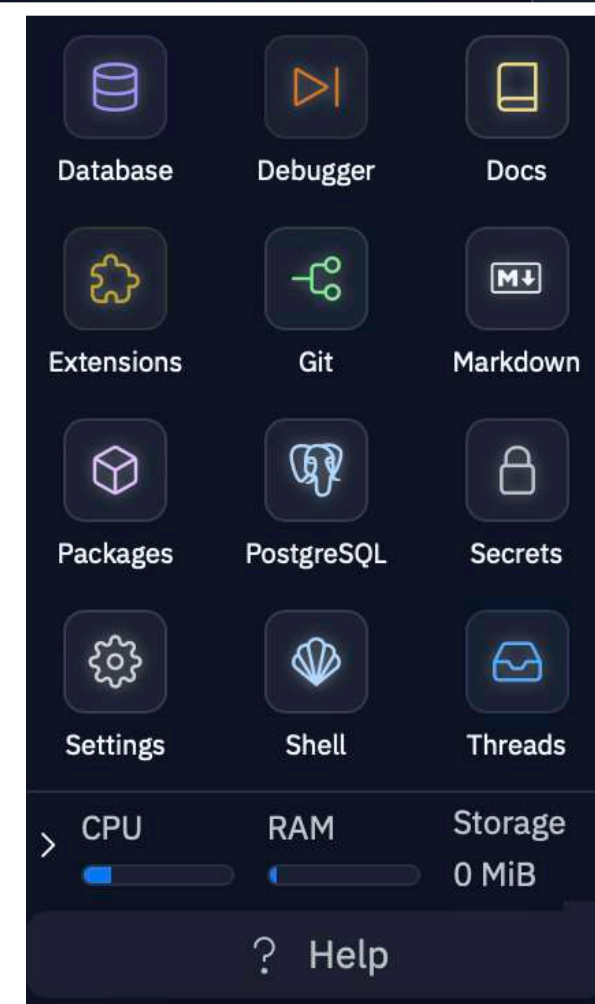 Database Debugger Docs
M
Extensions Git Markdown
Packages PostgreSQL Secrets
Settings Shell Threads
CPU RAM Storage
0 MiB
? Help